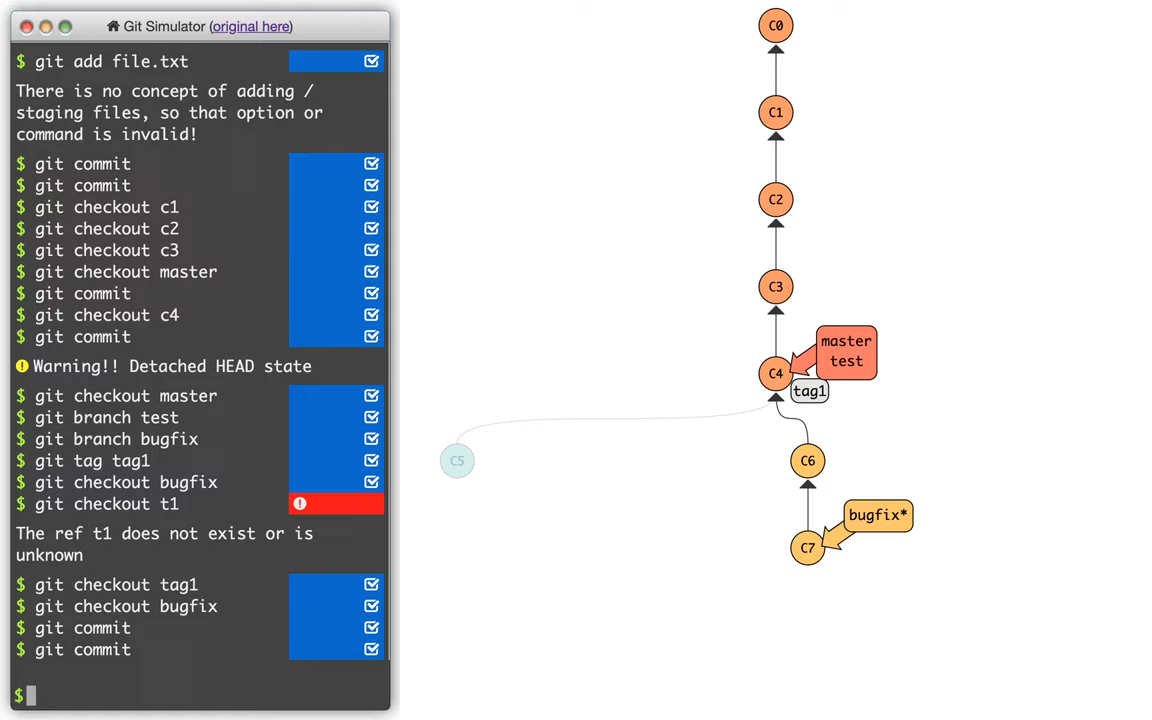 Git Simulator (original here)
$ git add file.txt
There is no concept of adding /
staging files, so that option or
command is invalid!
$ git commit
$ git commit
$ git checkout c1
$ git checkout c2
$ git checkout c3
$ git checkout master
$ git commit
$ git checkout c4
$ git commit
Warning!! Detached HEAD state
$ git checkout master
$ git branch test
$ git branch bugfix
$ git tag tag1
$ git checkout bugfix
$ git checkout t1
The ref t1 does not exist or is
unknown
$ git checkout tag1
$ git checkout bugfix
$ git commit
$ git commit
$
C0
C1
C2
C3
master
test
C4
tag1
C5
C6
bugfix*
C7